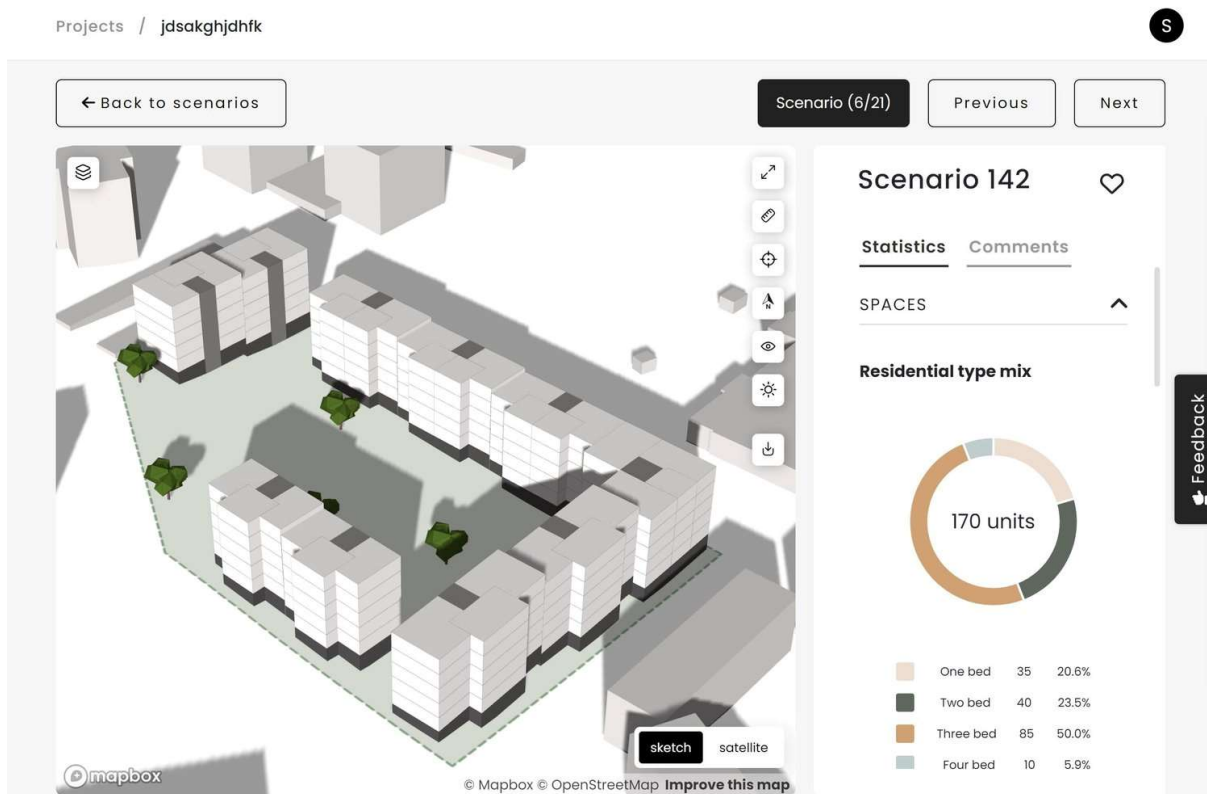 Projects / jdsakghjdhfk
S
← Back to scenarios
Scenario (6/21)
Previous
Next
Scenario 142
Statistics Comments
SPACES
Residential type mix
170 units
One bed 35 20.6%
Two bed 40 23.5%
Three bed 85 50.0%
Four bed 10 5.9%
N
Feedback
sketch satellite
mapbox
© Mapbox © OpenStreetMap Improve this map